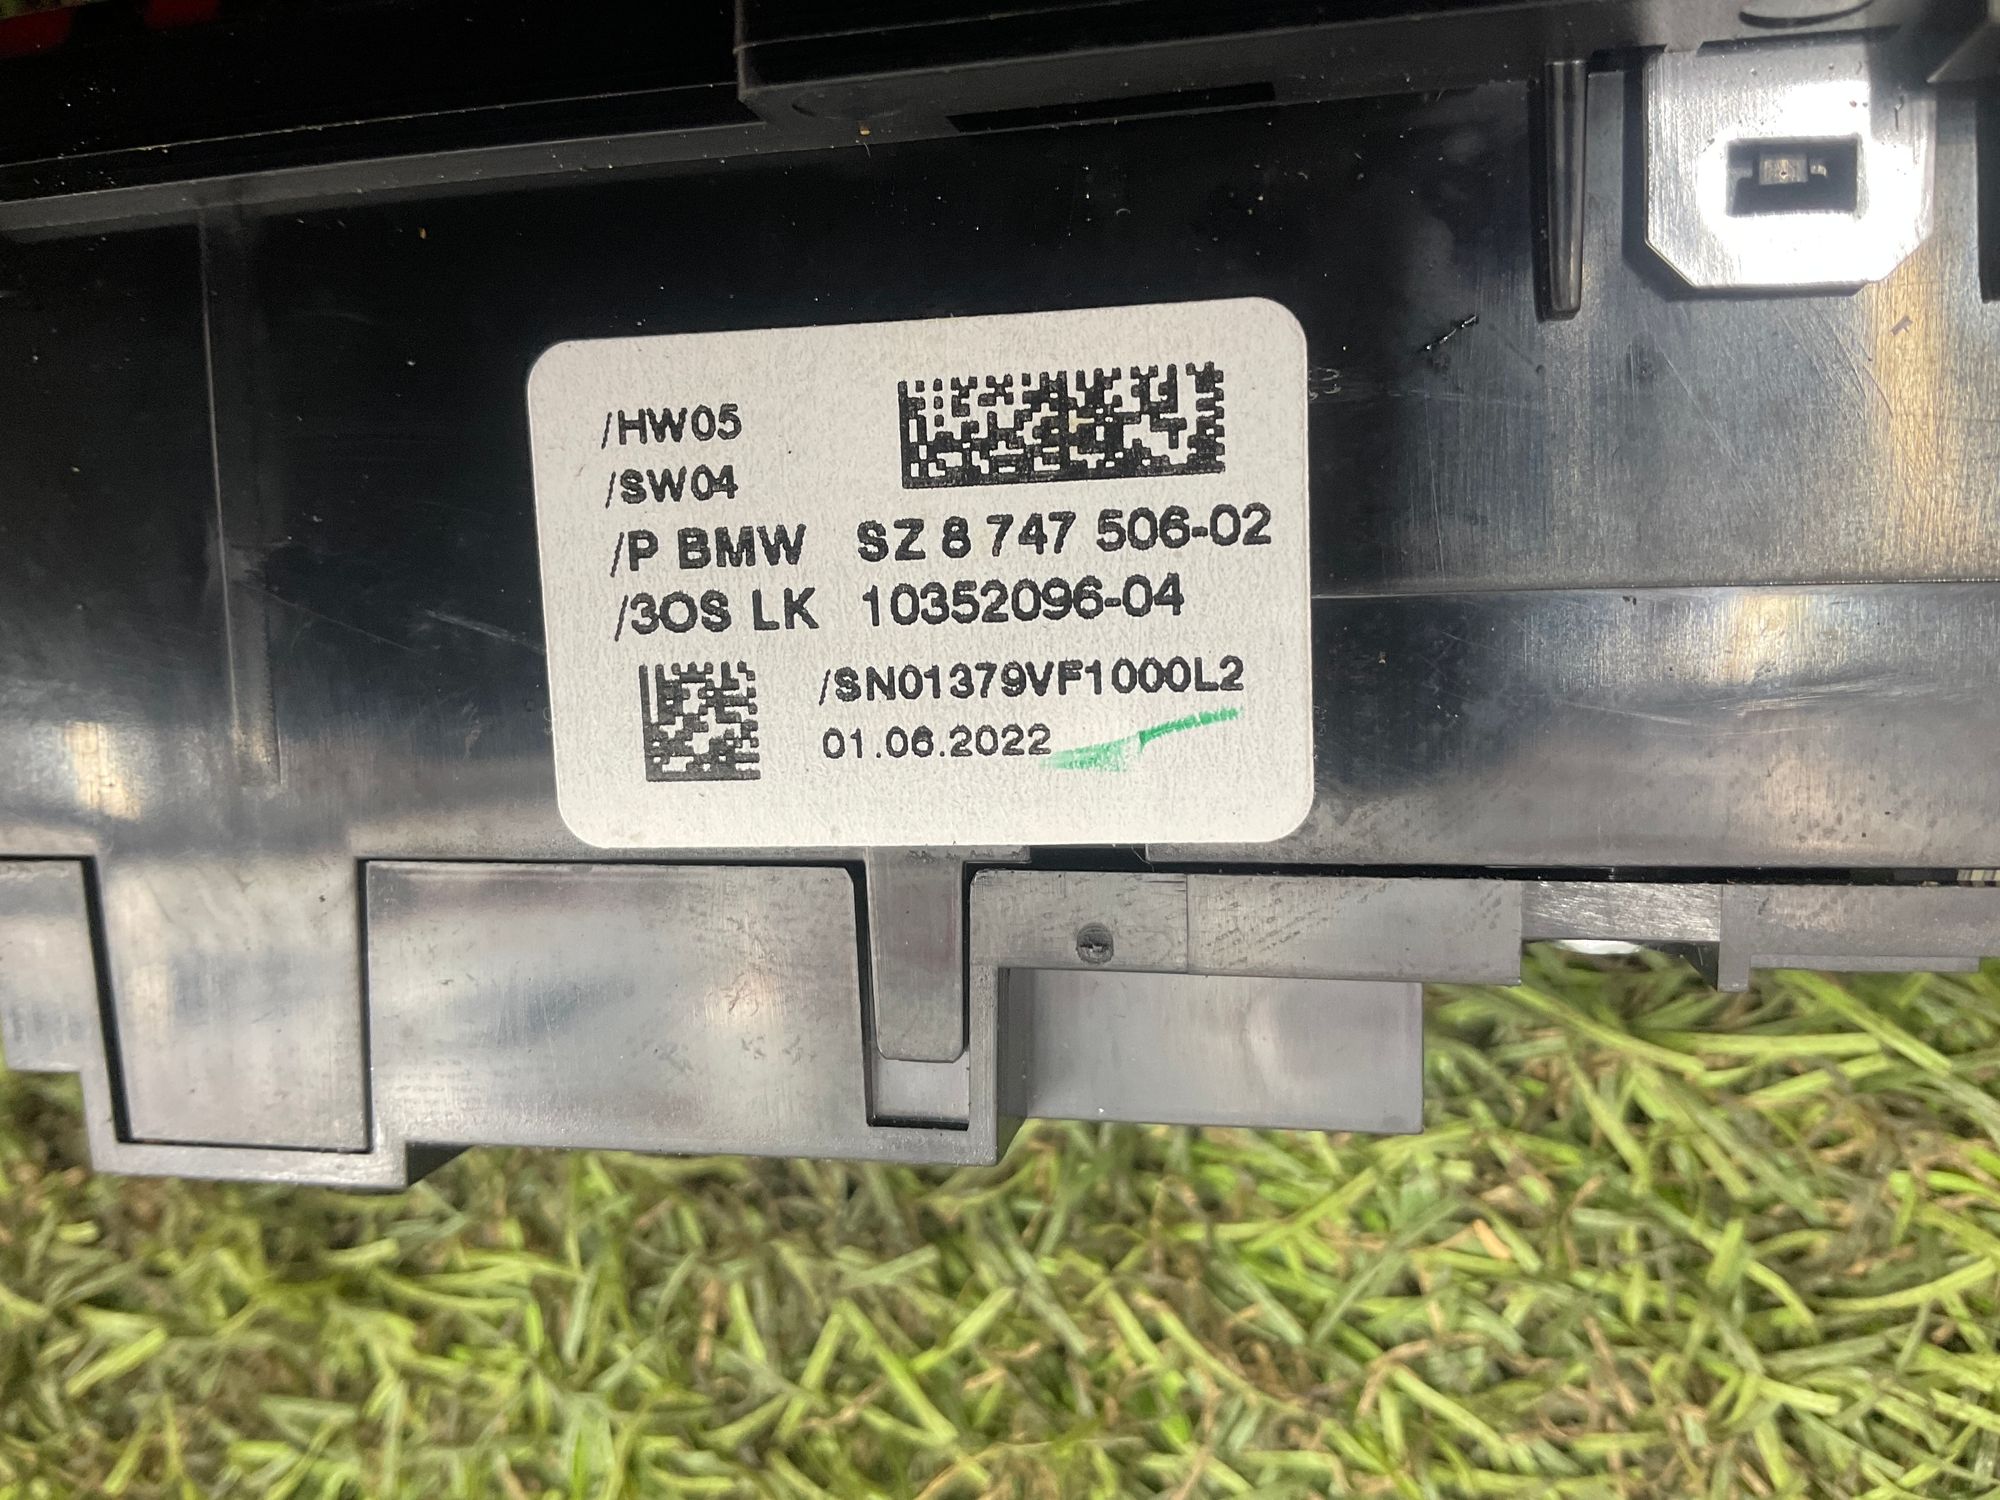 /HW05
/SW04
/P BMW SZ 8 747 506-02
/3OS LK 10352096-04
/SN01379VF1000L2
01.06.2022